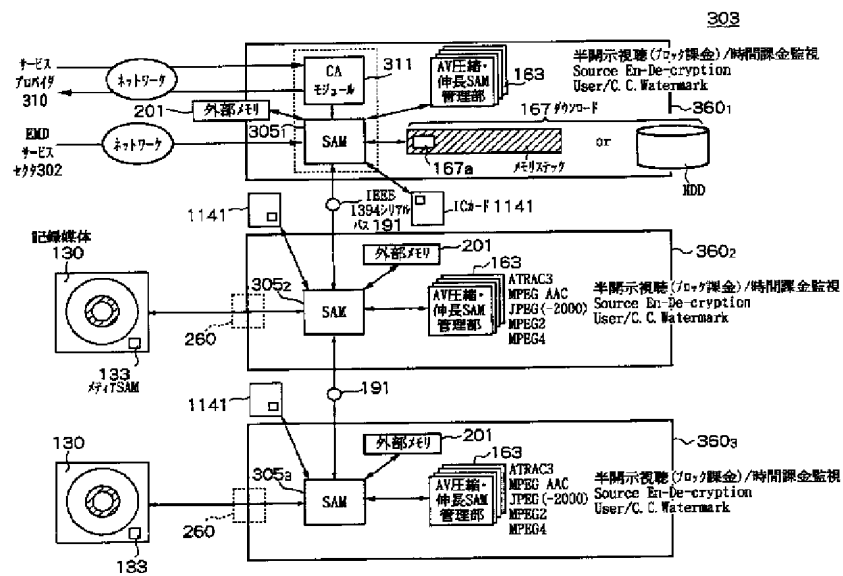 303
サービス
プロバイダ
310
ネットワーク
CA
モジュール
311
AV圧縮・
伸長SAM
管理部
163
半開示視聴(ブロック課金)/時間課金監視
Source En-De-cryption
User/C.C.Watermark
360₁
201
外部メモリ
305₁
SAM
EMD
サービス
センタ302
ネットワーク
167 ダウンロード
167a
メモリステック
or
HDD
IEEE
1394シリアル
バス 191
ICカード 1141
1141
記録媒体
130
133
メディアSAM
260
305₂
SAM
201
外部メモリ
163
AV圧縮・
伸長SAM
管理部
ATRAC3
MPEG AAC
JPEG(-2000)
MPEG2
MPEG4
360₂
半開示視聴(ブロック課金)/時間課金監視
Source En-De-cryption
User/C.C.Watermark
191
1141
130
133
260
305₃
SAM
201
外部メモリ
163
AV圧縮・
伸長SAM
管理部
ATRAC3
MPEG AAC
JPEG(-2000)
MPEG2
MPEG4
360₃
半開示視聴(ブロック課金)/時間課金監視
Source En-De-cryption
User/C.C.Watermark